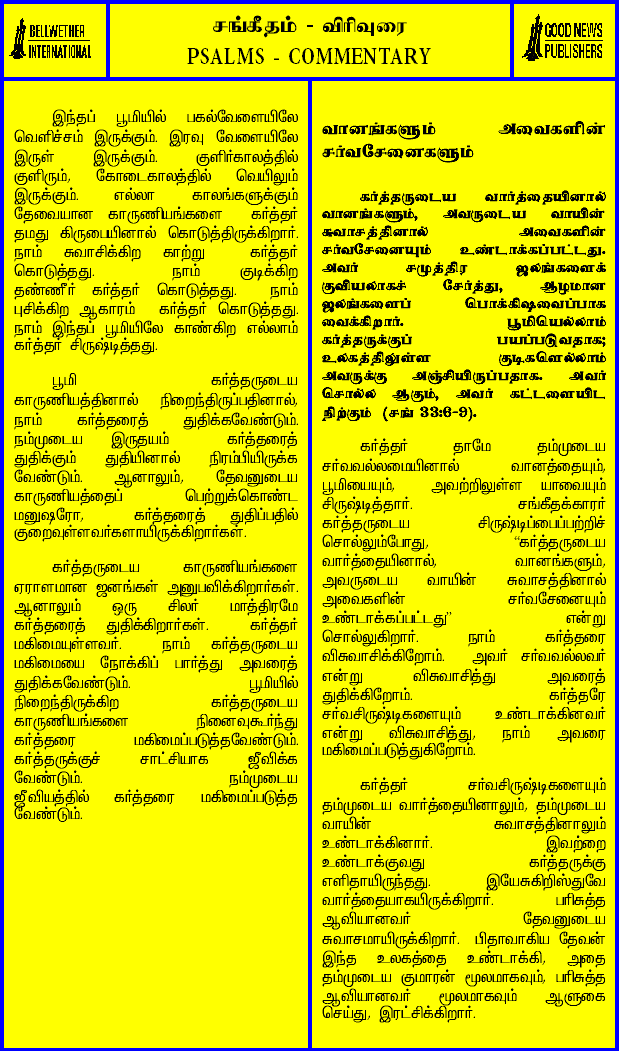 BELLWETHER
INTERNATIONAL
சங்கீதம் - விரிவுரை
PSALMS - COMMENTARY
GOOD NEWS
PUBLISHERS
இந்தப் பூமியில் பகல்வேளையிலே
வெளிச்சம் இருக்கும். இரவு வேளையிலே
இருள் இருக்கும். குளிர்காலத்தில்
குளிரும், கோடைகாலத்தில் வெயிலும்
இருக்கும். எல்லா காலங்களுக்கும்
தேவையான காருணியங்களை கர்த்தர்
தமது கிருபையினால் கொடுத்திருக்கிறார்.
நாம் சுவாசிக்கிற காற்று கர்த்தர்
கொடுத்தது. நாம் குடிக்கிற
தண்ணீர் கர்த்தர் கொடுத்தது. நாம்
புசிக்கிற ஆகாரம் கர்த்தர் கொடுத்தது.
நாம் இந்தப் பூமியிலே காண்கிற எல்லாம்
கர்த்தர் சிருஷ்டித்தது.
பூமி கர்த்தருடைய
காருணியத்தினால் நிறைந்திருப்பதினால்,
நாம் கர்த்தரைத் துதிக்கவேண்டும்.
நம்முடைய இருதயம் கர்த்தரைத்
துதிக்கும் துதியினால் நிரம்பியிருக்க
வேண்டும். ஆனாலும், தேவனுடைய
காருணியத்தைப் பெற்றுக்கொண்ட
மனுஷரோ, கர்த்தரைத் துதிப்பதில்
குறைவுள்ளவர்களாயிருக்கிறார்கள்.
கர்த்தருடைய காருணியங்களை
ஏராளமான ஜனங்கள் அனுபவிக்கிறார்கள்.
ஆனாலும் ஒரு சிலர் மாத்திரமே
கர்த்தரைத் துதிக்கிறார்கள். கர்த்தர்
மகிமையுள்ளவர். நாம் கர்த்தருடைய
மகிமையை நோக்கிப் பார்த்து அவரைத்
துதிக்கவேண்டும். பூமியில்
நிறைந்திருக்கிற கர்த்தருடைய
காருணியங்களை நினைவுகூர்ந்து
கர்த்தரை மகிமைப்படுத்தவேண்டும்.
கர்த்தருக்குச் சாட்சியாக ஜீவிக்க
வேண்டும். நம்முடைய
ஜீவியத்தில் கர்த்தரை மகிமைப்படுத்த
வேண்டும்.
வானங்களும் அவைகளின்
சர்வசேனைகளும்
கர்த்தருடைய வார்த்தையினால்
வானங்களும், அவருடைய வாயின்
சுவாசத்தினால் அவைகளின்
சர்வசேனையும் உண்டாக்கப்பட்டது.
அவர் சமுத்திர ஜலங்களைக்
குவியலாகச் சேர்த்து, ஆழமான
ஜலங்களைப் பொக்கிஷவைப்பாக
வைக்கிறார். பூமியெல்லாம்
கர்த்தருக்குப் பயப்படுவதாக;
உலகத்திலுள்ள குடிகளெல்லாம்
அவருக்கு அஞ்சியிருப்பதாக. அவர்
சொல்ல ஆகும், அவர் கட்டளையிட
நிற்கும் (சங் 33:6-9).
கர்த்தர் தாமே தம்முடைய
சர்வவல்லமையினால் வானத்தையும்,
பூமியையும், அவற்றிலுள்ள யாவையும்
சிருஷ்டித்தார். சங்கீதக்காரர்
கர்த்தருடைய சிருஷ்டிப்பைப்பற்றிச்
சொல்லும்போது, "கர்த்தருடைய
வார்த்தையினால், வானங்களும்,
அவருடைய வாயின் சுவாசத்தினால்
அவைகளின் சர்வசேனையும்
உண்டாக்கப்பட்டது" என்று
சொல்லுகிறார். நாம் கர்த்தரை
விசுவாசிக்கிறோம். அவர் சர்வவல்லவர்
என்று விசுவாசித்து அவரைத்
துதிக்கிறோம். கர்த்தரே
சர்வசிருஷ்டிகளையும் உண்டாக்கினவர்
என்று விசுவாசித்து, நாம் அவரை
மகிமைப்படுத்துகிறோம்.
கர்த்தர் சர்வசிருஷ்டிகளையும்
தம்முடைய வார்த்தையினாலும், தம்முடைய
வாயின் சுவாசத்தினாலும்
உண்டாக்கினார். இவற்றை
உண்டாக்குவது கர்த்தருக்கு
எளிதாயிருந்தது. இயேசுகிறிஸ்துவே
வார்த்தையாகயிருக்கிறார். பரிசுத்த
ஆவியானவர் தேவனுடைய
சுவாசமாயிருக்கிறார். பிதாவாகிய தேவன்
இந்த உலகத்தை உண்டாக்கி, அதை
தம்முடைய குமாரன் மூலமாகவும், பரிசுத்த
ஆவியானவர் மூலமாகவும் ஆளுகை
செய்து, இரட்சிக்கிறார்.